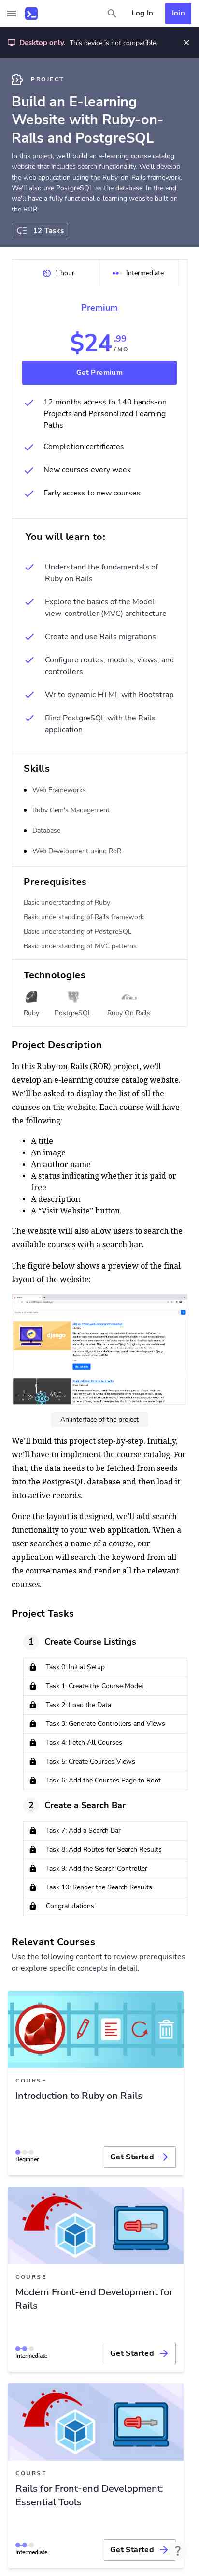 Log In
Join
Desktop only. This device is not compatible.
PROJECT
Build an E-learning
Website with Ruby-on-
Rails and PostgreSQL
In this project, we'll build an e-learning course catalog
website that includes search functionality. We'll develop
the web application using the Ruby-on-Rails framework.
We'll also use PostgreSQL as the database. In the end,
we'll have a fully functional e-learning website built on
the ROR.
12 Tasks
1 hour
Intermediate
Premium
$24.99
/ MO
Get Premium
12 months access to 140 hands-on
Projects and Personalized Learning
Paths
Completion certificates
New courses every week
Early access to new courses
You will learn to:
Understand the fundamentals of
Ruby on Rails
Explore the basics of the Model-
view-controller (MVC) architecture
Create and use Rails migrations
Configure routes, models, views, and
controllers
Write dynamic HTML with Bootstrap
Bind PostgreSQL with the Rails
application
Skills
Web Frameworks
Ruby Gem's Management
Database
Web Development using RoR
Prerequisites
Basic understanding of Ruby
Basic understanding of Rails framework
Basic understanding of PostgreSQL
Basic understanding of MVC patterns
Technologies
Ruby
PostgreSQL
Ruby On Rails
Project Description
In this Ruby-on-Rails (ROR) project, we’ll
develop an e-learning course catalog website.
We’ll be asked to display the list of all the
courses on the website. Each course will have
the following:
• A title
• An image
• An author name
• A status indicating whether it is paid or
free
• A description
• A “Visit Website” button.
The website will also allow users to search the
available courses with a search bar.
The figure below shows a preview of the final
layout of the website:
django
An interface of the project
We’ll build this project step-by-step. Initially,
we’ll have to implement the course catalog. For
that, the data needs to be fetched and stored
into the PostgreSQL database and then load it
into active records.
Once the layout is designed, we’ll add search
functionality to your web application. When a
user searches a name of a course, our
application will search the keyword from all
the course names and render all the relevant
courses.
Project Tasks
1 Create Course Listings
Task 0: Initial Setup
Task 1: Create the Course Model
Task 2: Load the Data
Task 3: Generate Controllers and Views
Task 4: Fetch All Courses
Task 5: Create Courses Views
Task 6: Add the Courses Page to Root
2 Create a Search Bar
Task 7: Add a Search Bar
Task 8: Add Routes for Search Results
Task 9: Add the Search Controller
Task 10: Render the Search Results
Congratulations!
Relevant Courses
Use the following content to review prerequisites
or explore specific concepts in detail.
COURSE
Introduction to Ruby on Rails
Beginner
Get Started
COURSE
Modern Front-end Development for
Rails
Intermediate
Get Started
COURSE
Rails for Front-end Development:
Essential Tools
Intermediate
Get Started
?